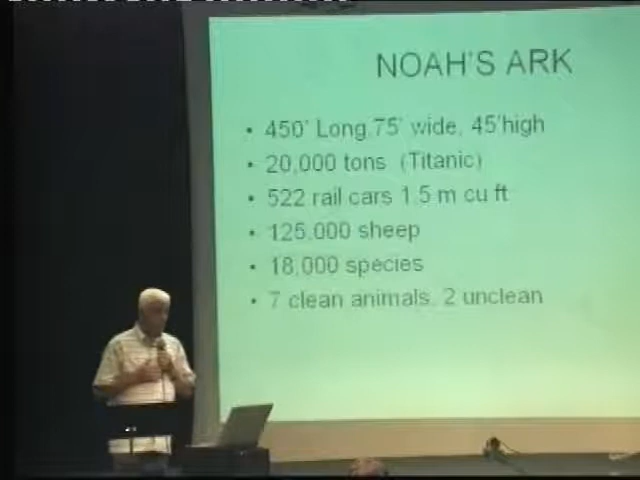 NOAH'S ARK
• 450' Long,75' wide, 45'high
• 20,000 tons (Titanic)
• 522 rail cars 1.5 m cu ft
• 125,000 sheep
• 18,000 species
• 7 clean animals, 2 unclean